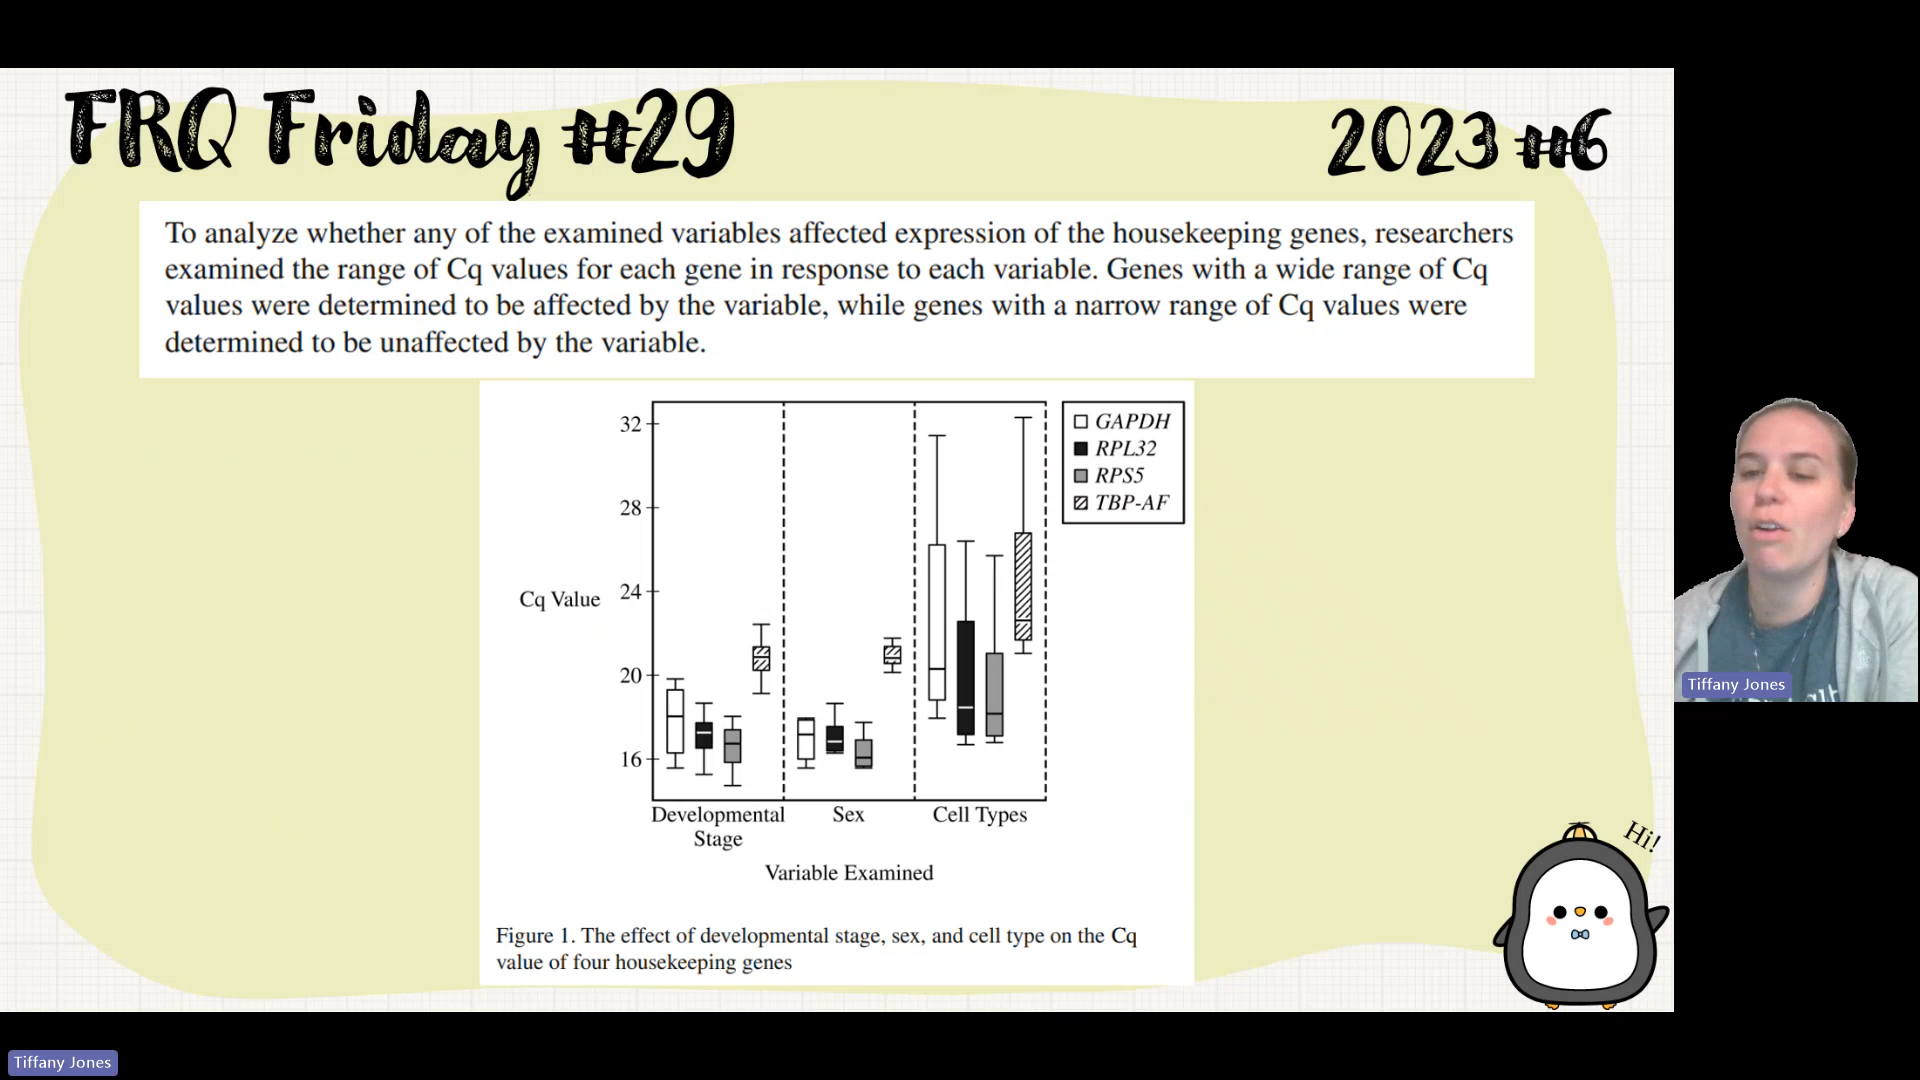 FRQ Friday #29
2023 #6
To analyze whether any of the examined variables affected expression of the housekeeping genes, researchers
examined the range of Cq values for each gene in response to each variable. Genes with a wide range of Cq
values were determined to be affected by the variable, while genes with a narrow range of Cq values were
determined to be unaffected by the variable.
32
28
24
20
16
Cq Value
GAPDH
RPL32
RPS5
TBP-AF
Developmental
Stage
Sex
Cell Types
Variable Examined
Figure 1. The effect of developmental stage, sex, and cell type on the Cq
value of four housekeeping genes
Hi!
Tiffany Jones
Tiffany Jones